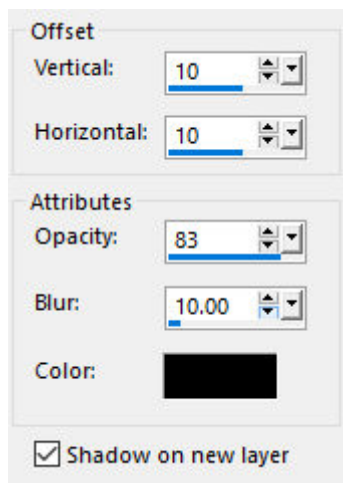 Offset
Vertical: 10
Horizontal: 10
Attributes
Opacity: 83
Blur: 10.00
Color:
Shadow on new layer